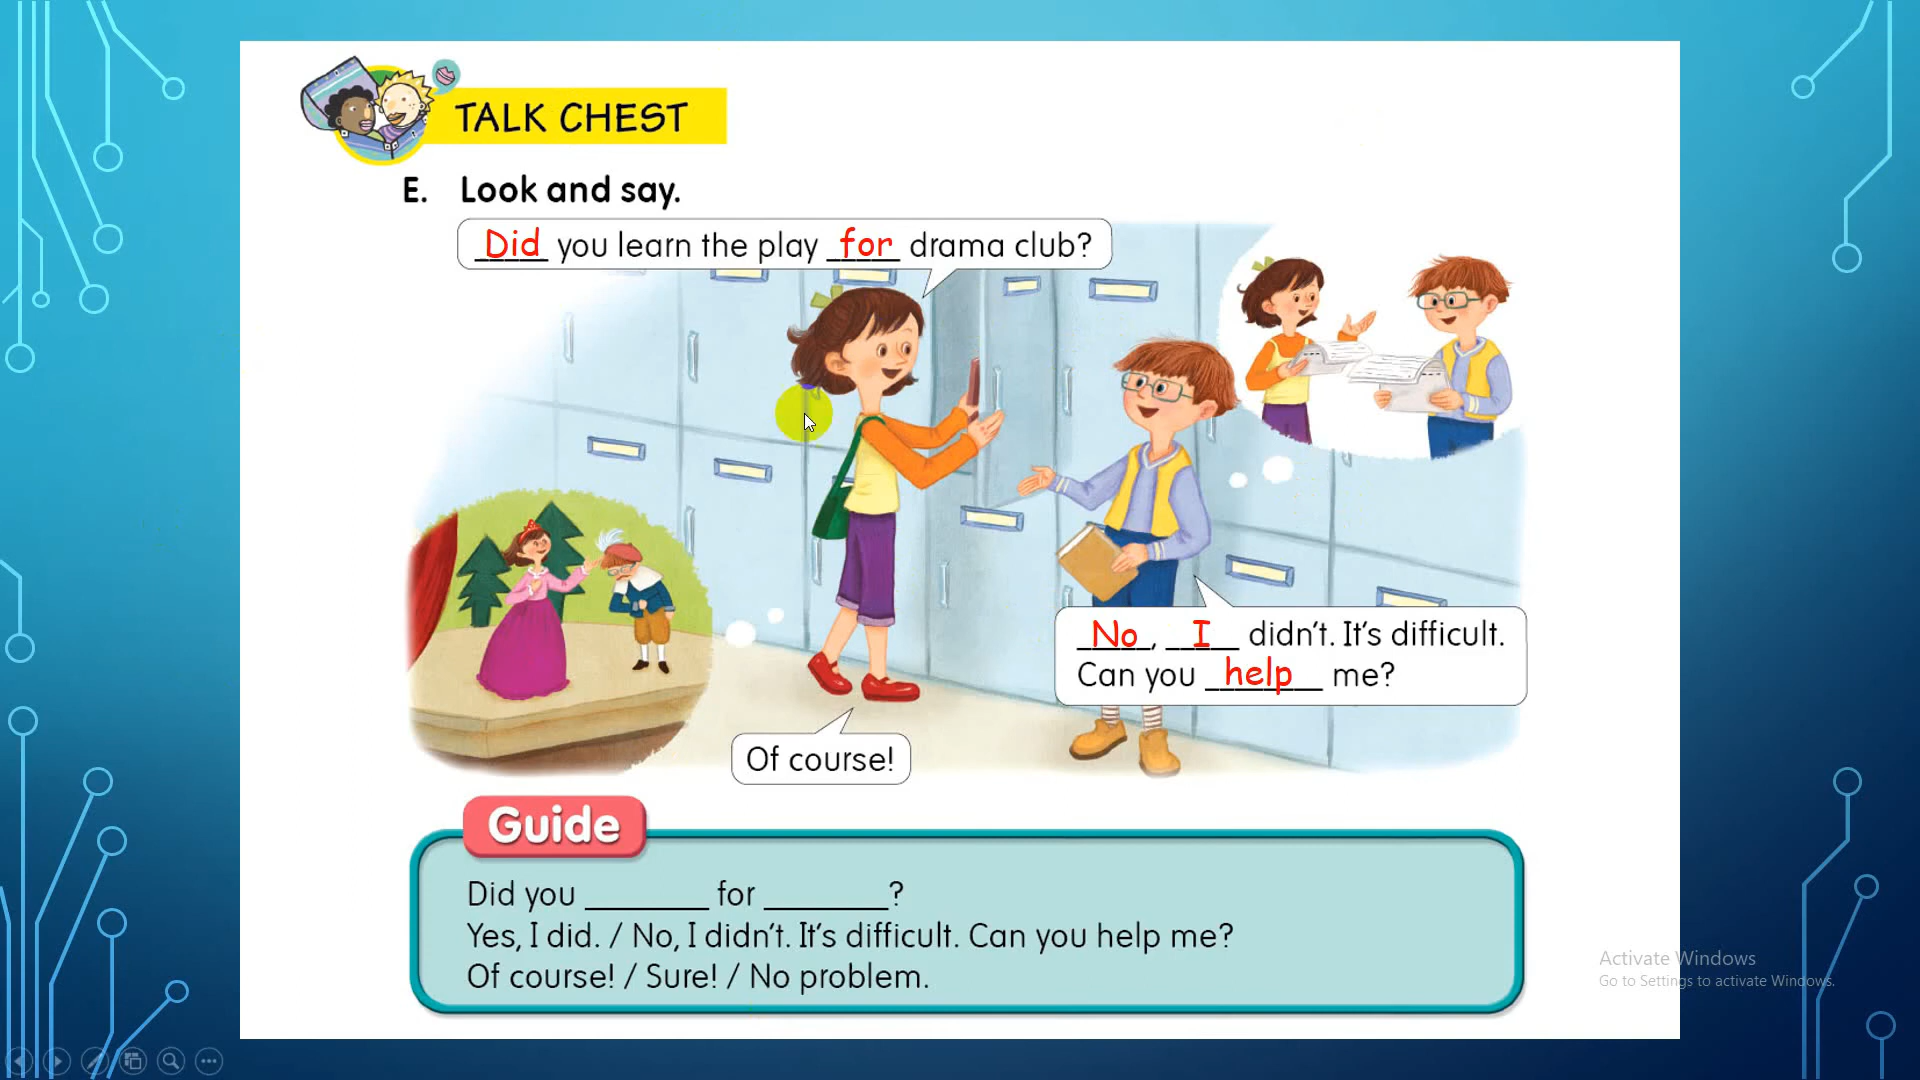 TALK CHEST
E. Look and say.
Did you learn the play for drama club?
No, I didn't. It's difficult.
Can you help me?
Of course!
Guide
Did you ________ for ________?
Yes, I did. / No, I didn't. It's difficult. Can you help me?
Of course! / Sure! / No problem.
Activate Windows
Go to Settings to activate Windows.